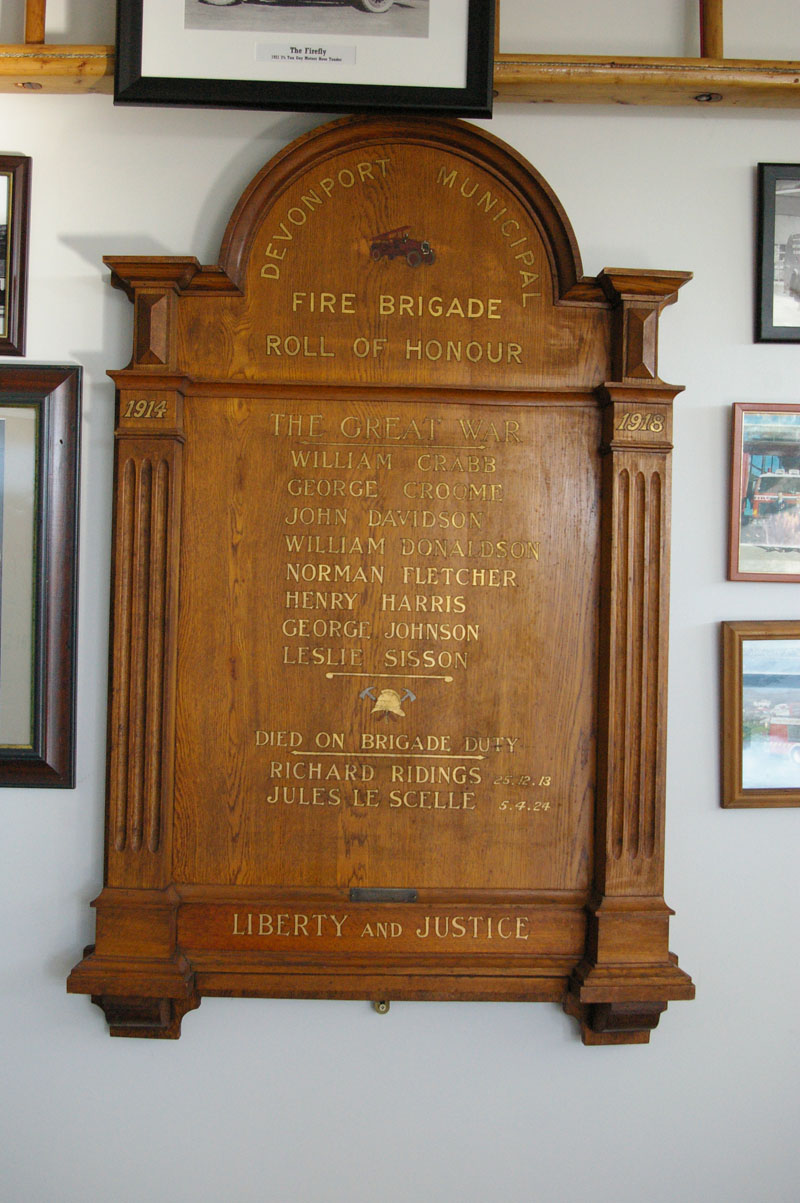 The Firefly
DEVONPORT MUNICIPAL
FIRE BRIGADE
ROLL OF HONOUR
1914
1918
THE GREAT WAR
WILLIAM CRABB
GEORGE CROOME
JOHN DAVIDSON
WILLIAM DONALDSON
NORMAN FLETCHER
HENRY HARRIS
GEORGE JOHNSON
LESLIE SISSON
DIED ON BRIGADE DUTY
RICHARD RIDINGS 25.12.13
JULES LE SCELLE 5.4.24
LIBERTY AND JUSTICE